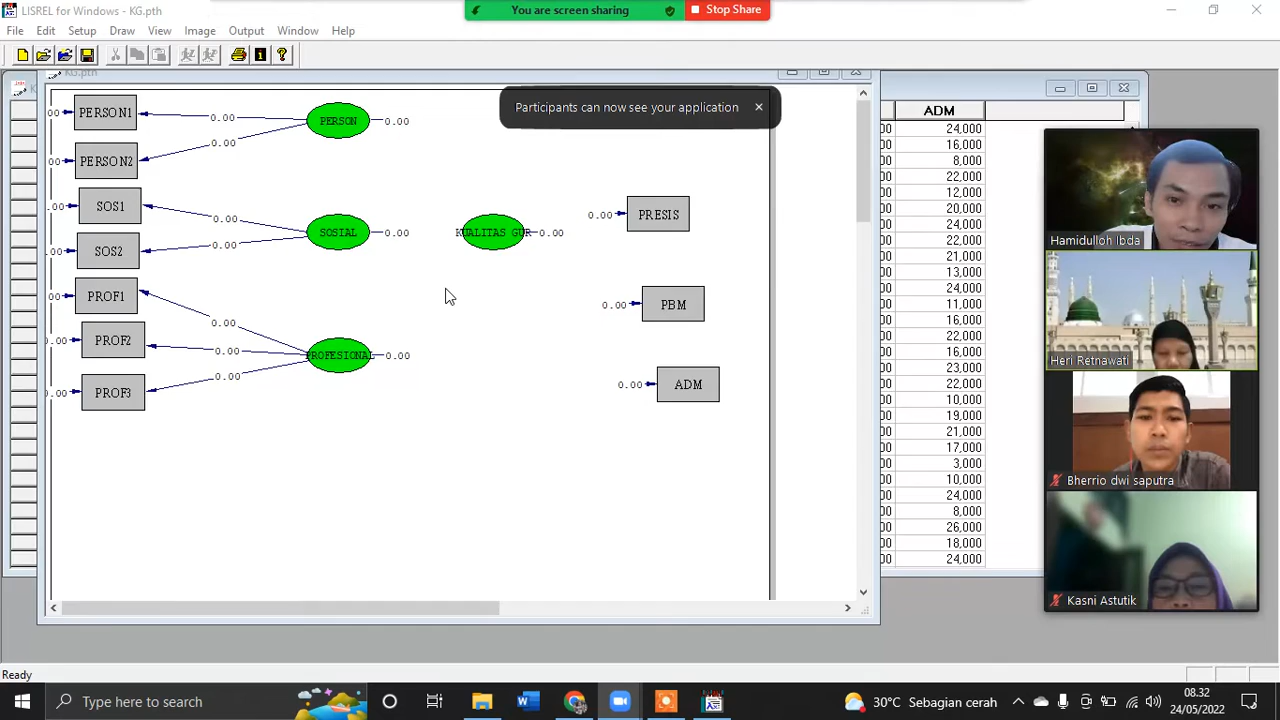 LISREL for Windows - KG.pth
You are screen sharing
Stop Share
File Edit Setup Draw View Image Output Window Help
KG.pth
Participants can now see your application
ADM
PERSON1
PERSON2
SOS1
SOS2
PROF1
PROF2
PROF3
0.00
0.00
0.00
0.00
0.00
0.00
0.00
PERSON
SOSIAL
PROFESIONAL
0.00
0.00
0.00
KUALITAS GUR
0.00
0.00 PRESIS
0.00 PBM
0.00 ADM
24,000
16,000
8,000
22,000
12,000
20,000
24,000
22,000
21,000
13,000
24,000
11,000
16,000
22,000
16,000
23,000
22,000
10,000
19,000
21,000
17,000
3,000
10,000
24,000
8,000
26,000
18,000
24,000
Hamidulloh Ibda
Heri Retnawati
Bherrio dwi saputra
Kasni Astutik
Ready
Type here to search
30°C Sebagian cerah
08.32
24/05/2022